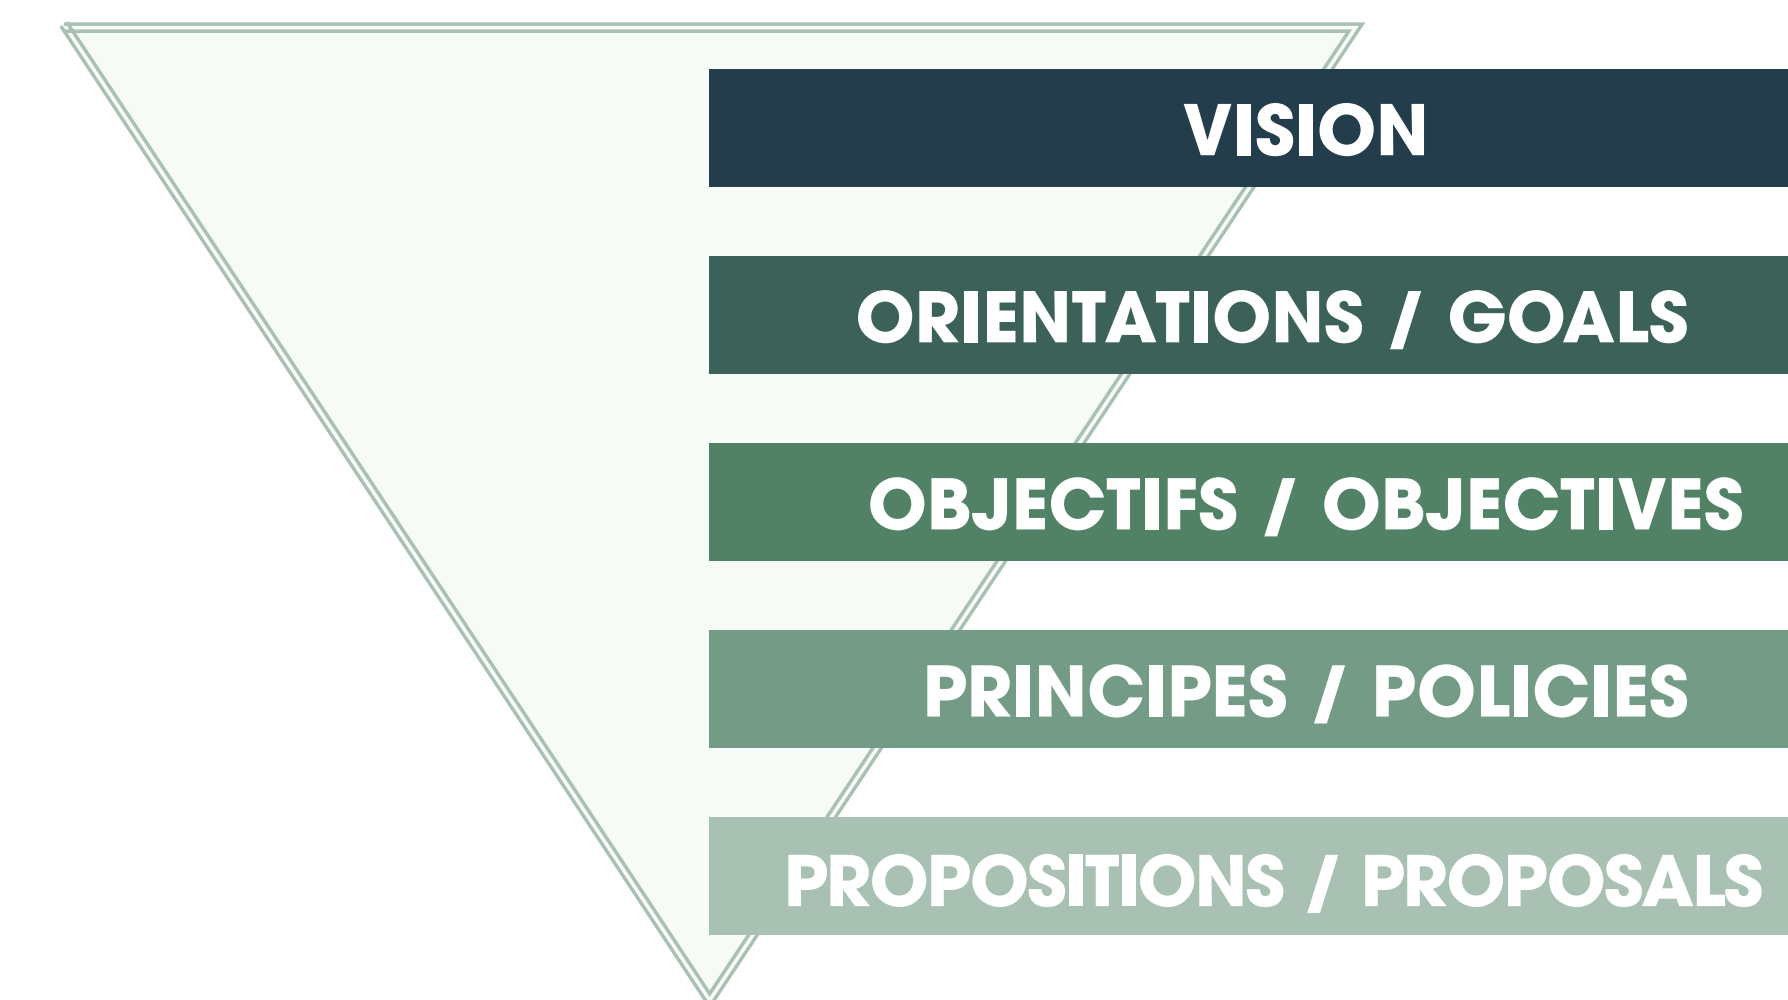 VISION
ORIENTATIONS / GOALS
OBJECTIFS / OBJECTIVES
PRINCIPES / POLICIES
PROPOSITIONS / PROPOSALS